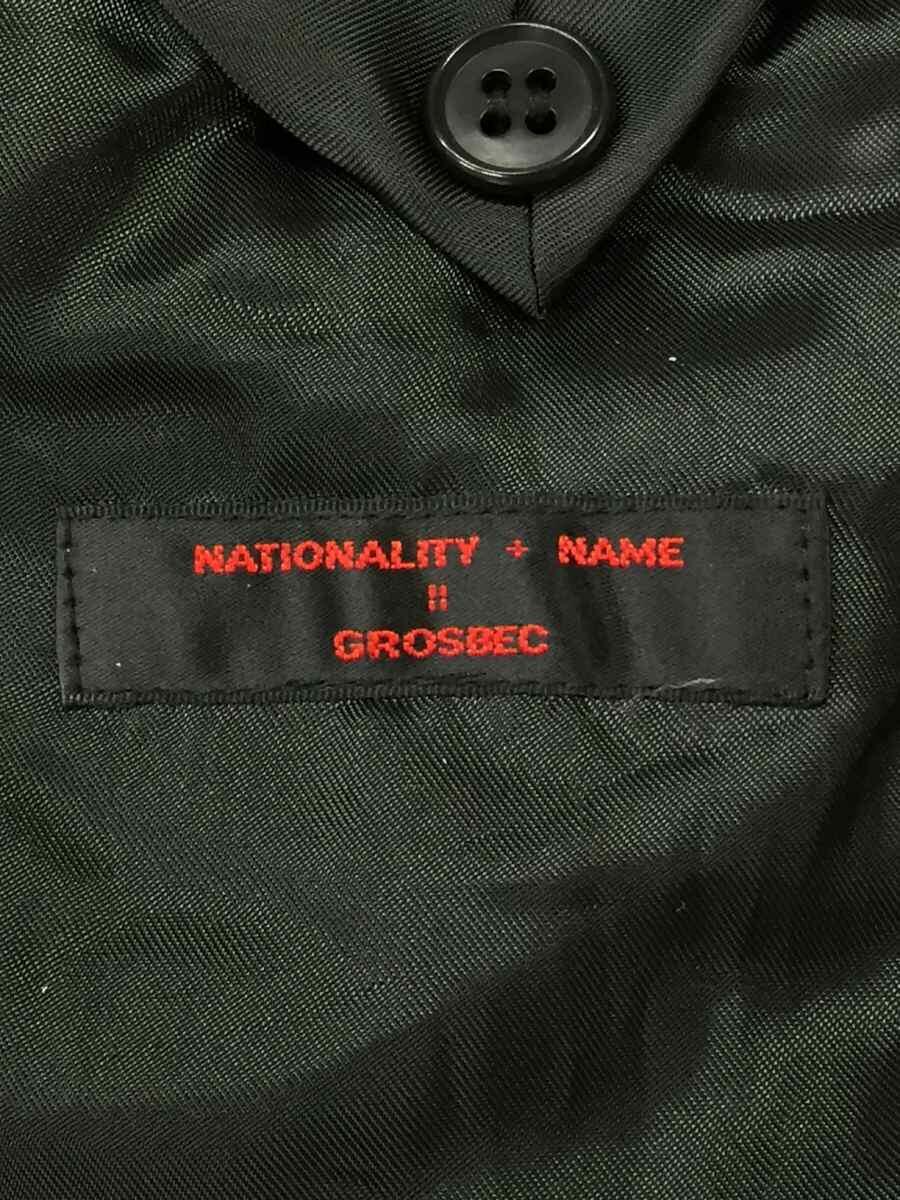 NATIONALITY + NAME
=
GROSBEC